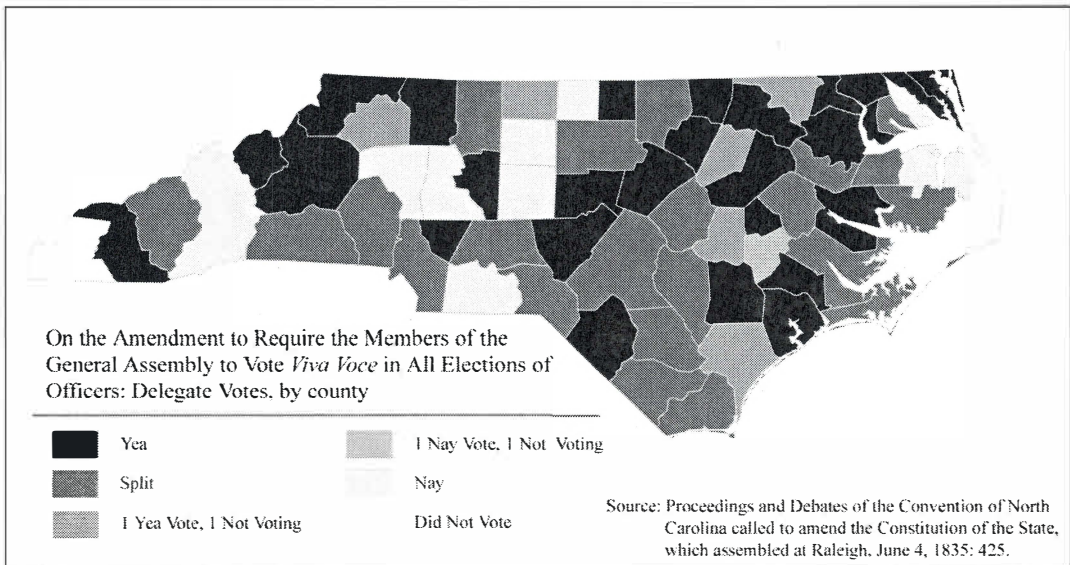 On the Amendment to Require the Members of the
General Assembly to Vote Viva Voce in All Elections of
Officers: Delegate Votes, by county
Yea
Split
1 Yea Vote, 1 Not Voting
1 Nay Vote, 1 Not Voting
Nay
Did Not Vote
Source: Proceedings and Debates of the Convention of North
Carolina called to amend the Constitution of the State,
which assembled at Raleigh, June 4, 1835: 425.